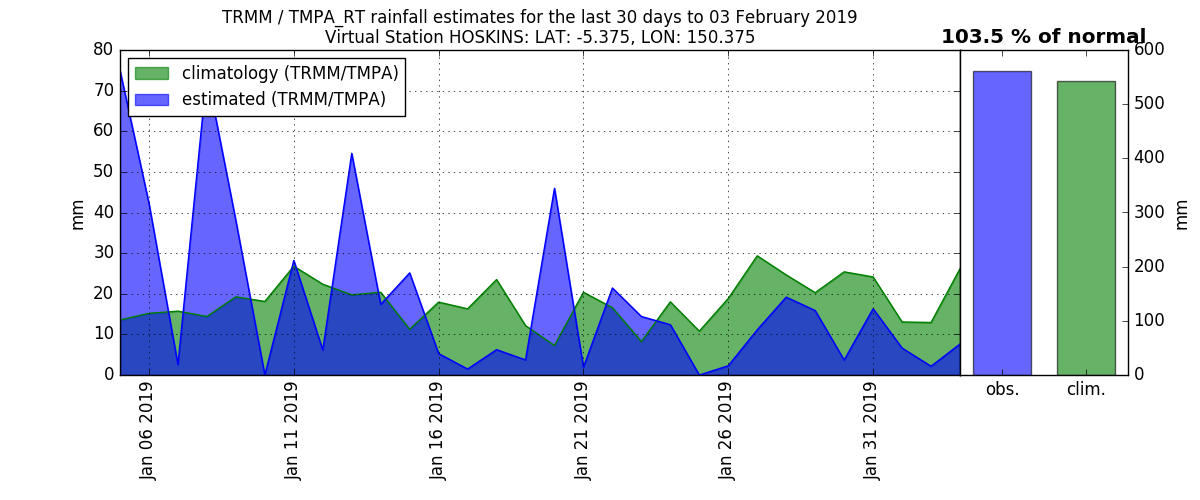 TRMM / TMPA_RT rainfall estimates for the last 30 days to 03 February 2019
Virtual Station HOSKINS: LAT: -5.375, LON: 150.375
103.5 % of normal
climatology (TRMM/TMPA)
estimated (TRMM/TMPA)
80
70
60
50
40
30
20
10
0
mm
Jan 06 2019
Jan 11 2019
Jan 16 2019
Jan 21 2019
Jan 26 2019
Jan 31 2019
obs.
clim.
600
500
400
300
200
100
0
mm